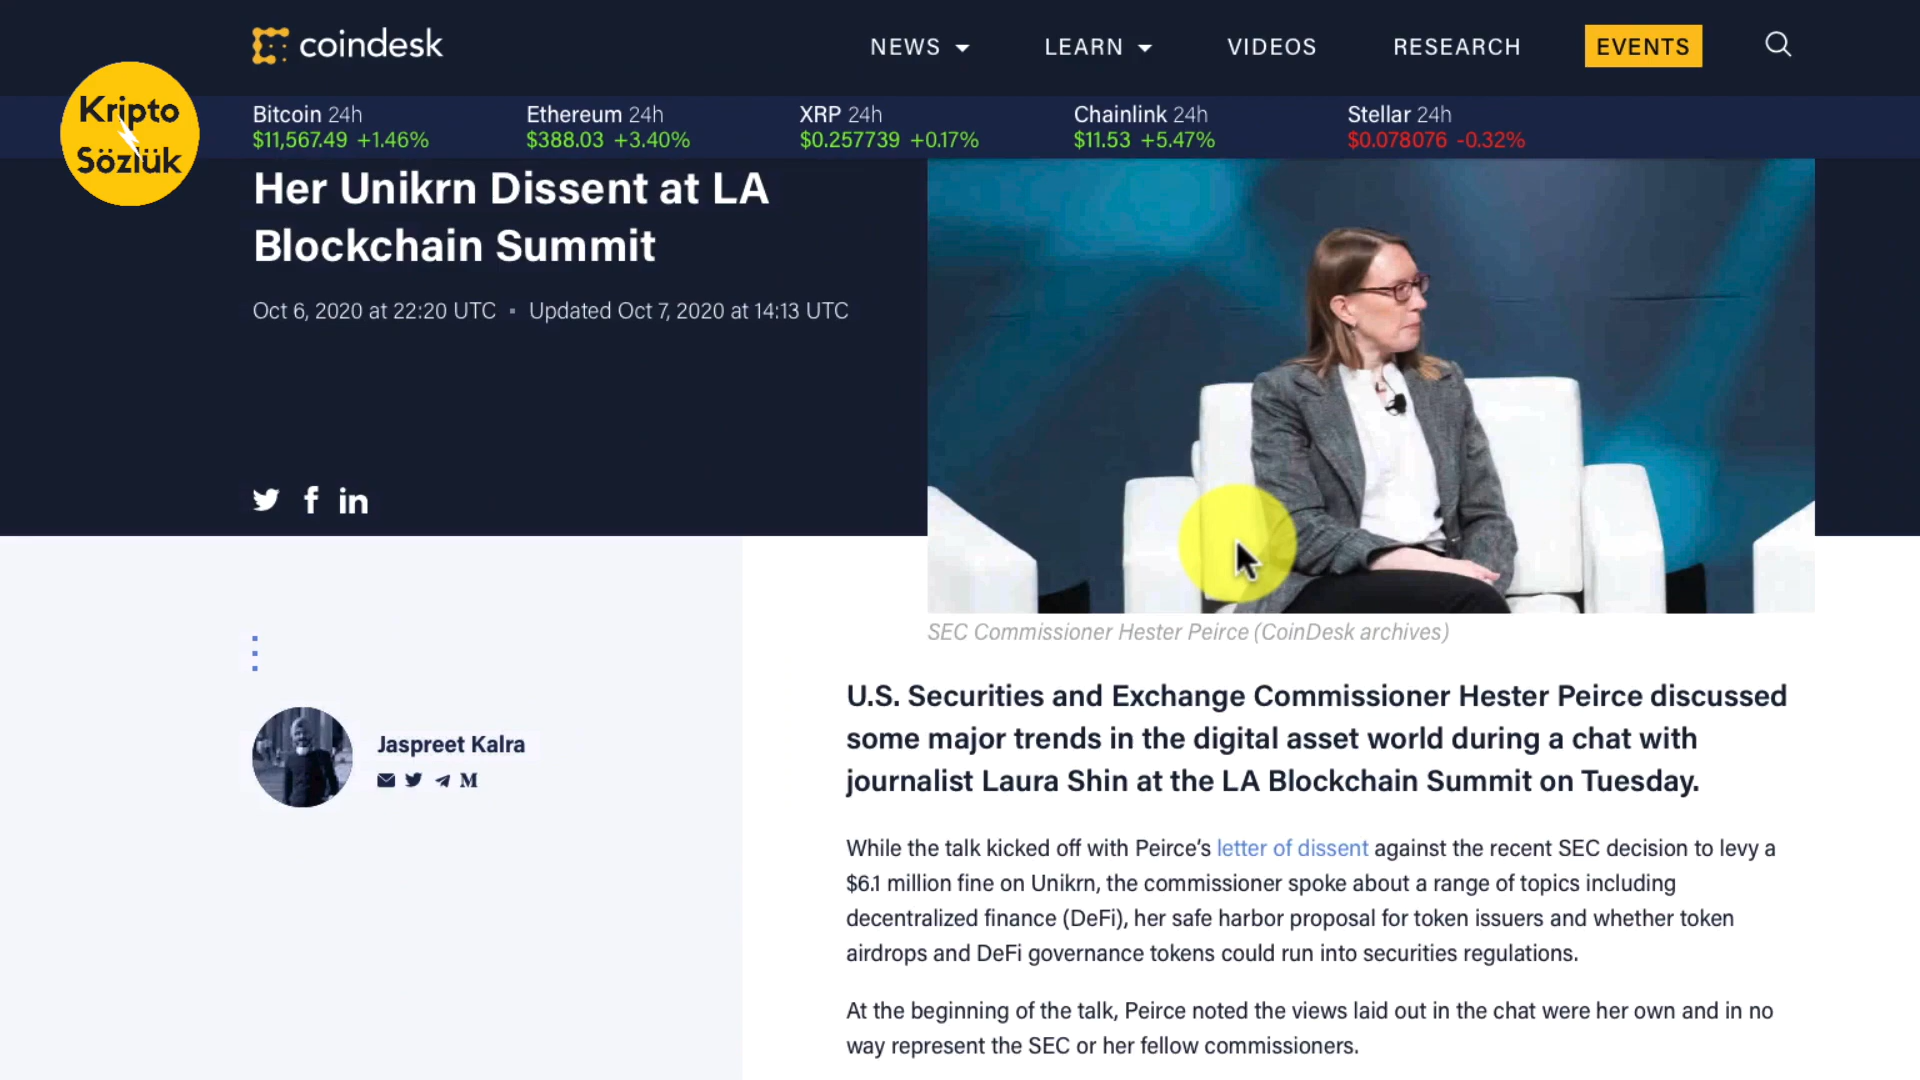 coindesk
NEWS
LEARN
VIDEOS
RESEARCH
EVENTS
Kripto
Sözlük
Bitcoin 24h
$11,567.49 +1.46%
Ethereum 24h
$388.03 +3.40%
XRP 24h
$0.257739 +0.17%
Chainlink 24h
$11.53 +5.47%
Stellar 24h
$0.078076 -0.32%
Her Unikrn Dissent at LA
Blockchain Summit
Oct 6, 2020 at 22:20 UTC ▪ Updated Oct 7, 2020 at 14:13 UTC
SEC Commissioner Hester Peirce (CoinDesk archives)
Jaspreet Kalra
U.S. Securities and Exchange Commissioner Hester Peirce discussed
some major trends in the digital asset world during a chat with
journalist Laura Shin at the LA Blockchain Summit on Tuesday.
While the talk kicked off with Peirce’s letter of dissent against the recent SEC decision to levy a
$6.1 million fine on Unikrn, the commissioner spoke about a range of topics including
decentralized finance (DeFi), her safe harbor proposal for token issuers and whether token
airdrops and DeFi governance tokens could run into securities regulations.
At the beginning of the talk, Peirce noted the views laid out in the chat were her own and in no
way represent the SEC or her fellow commissioners.